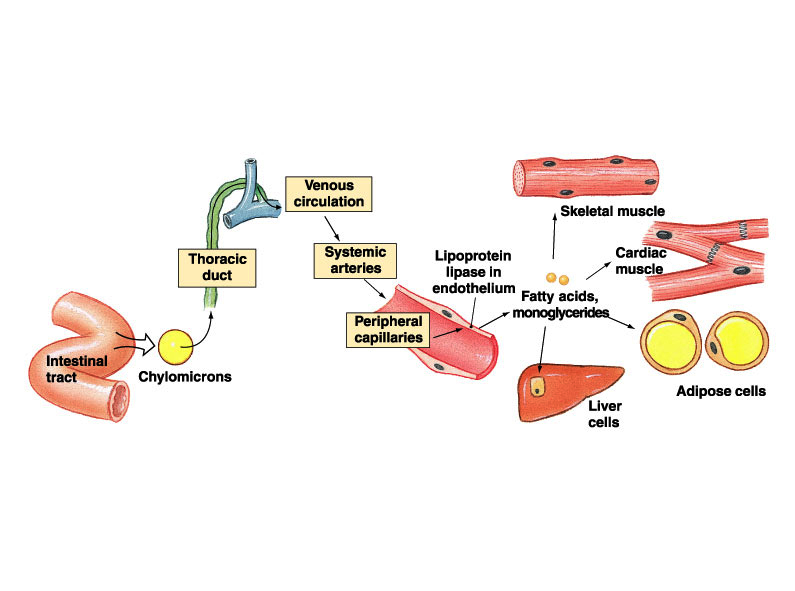 Venous
circulation
Skeletal muscle
Thoracic
duct
Systemic
arteries
Lipoprotein
lipase in
endothelium
Cardiac
muscle
Fatty acids,
monoglycerides
Peripheral
capillaries
Intestinal
tract
Chylomicrons
Adipose cells
Liver
cells